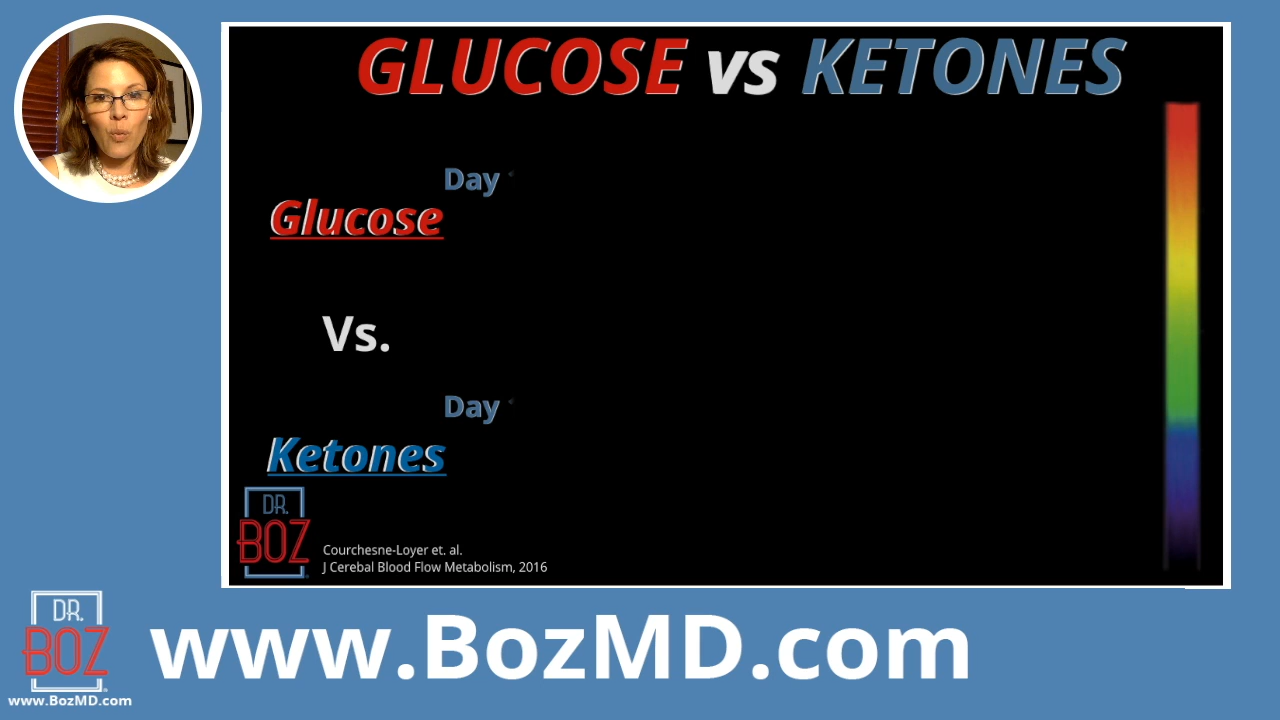 GLUCOSE vs KETONES
Day
Glucose
Vs.
Day
Ketones
DR.
BOZ
Courchesne-Loyer et. al.
J Cerebal Blood Flow Metabolism, 2016
DR.
BOZ
www.BozMD.com
www.BozMD.com